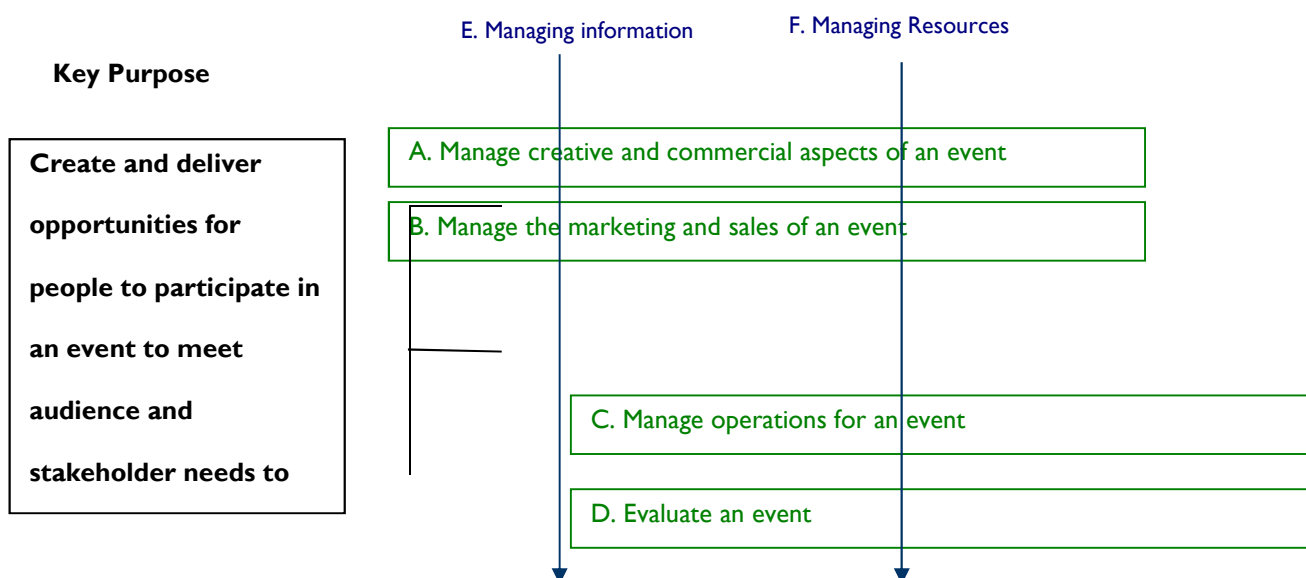 E. Managing information
F. Managing Resources
Key Purpose
Create and deliver
opportunities for
people to participate in
an event to meet
audience and
stakeholder needs to
A. Manage creative and commercial aspects of an event
B. Manage the marketing and sales of an event
C. Manage operations for an event
D. Evaluate an event